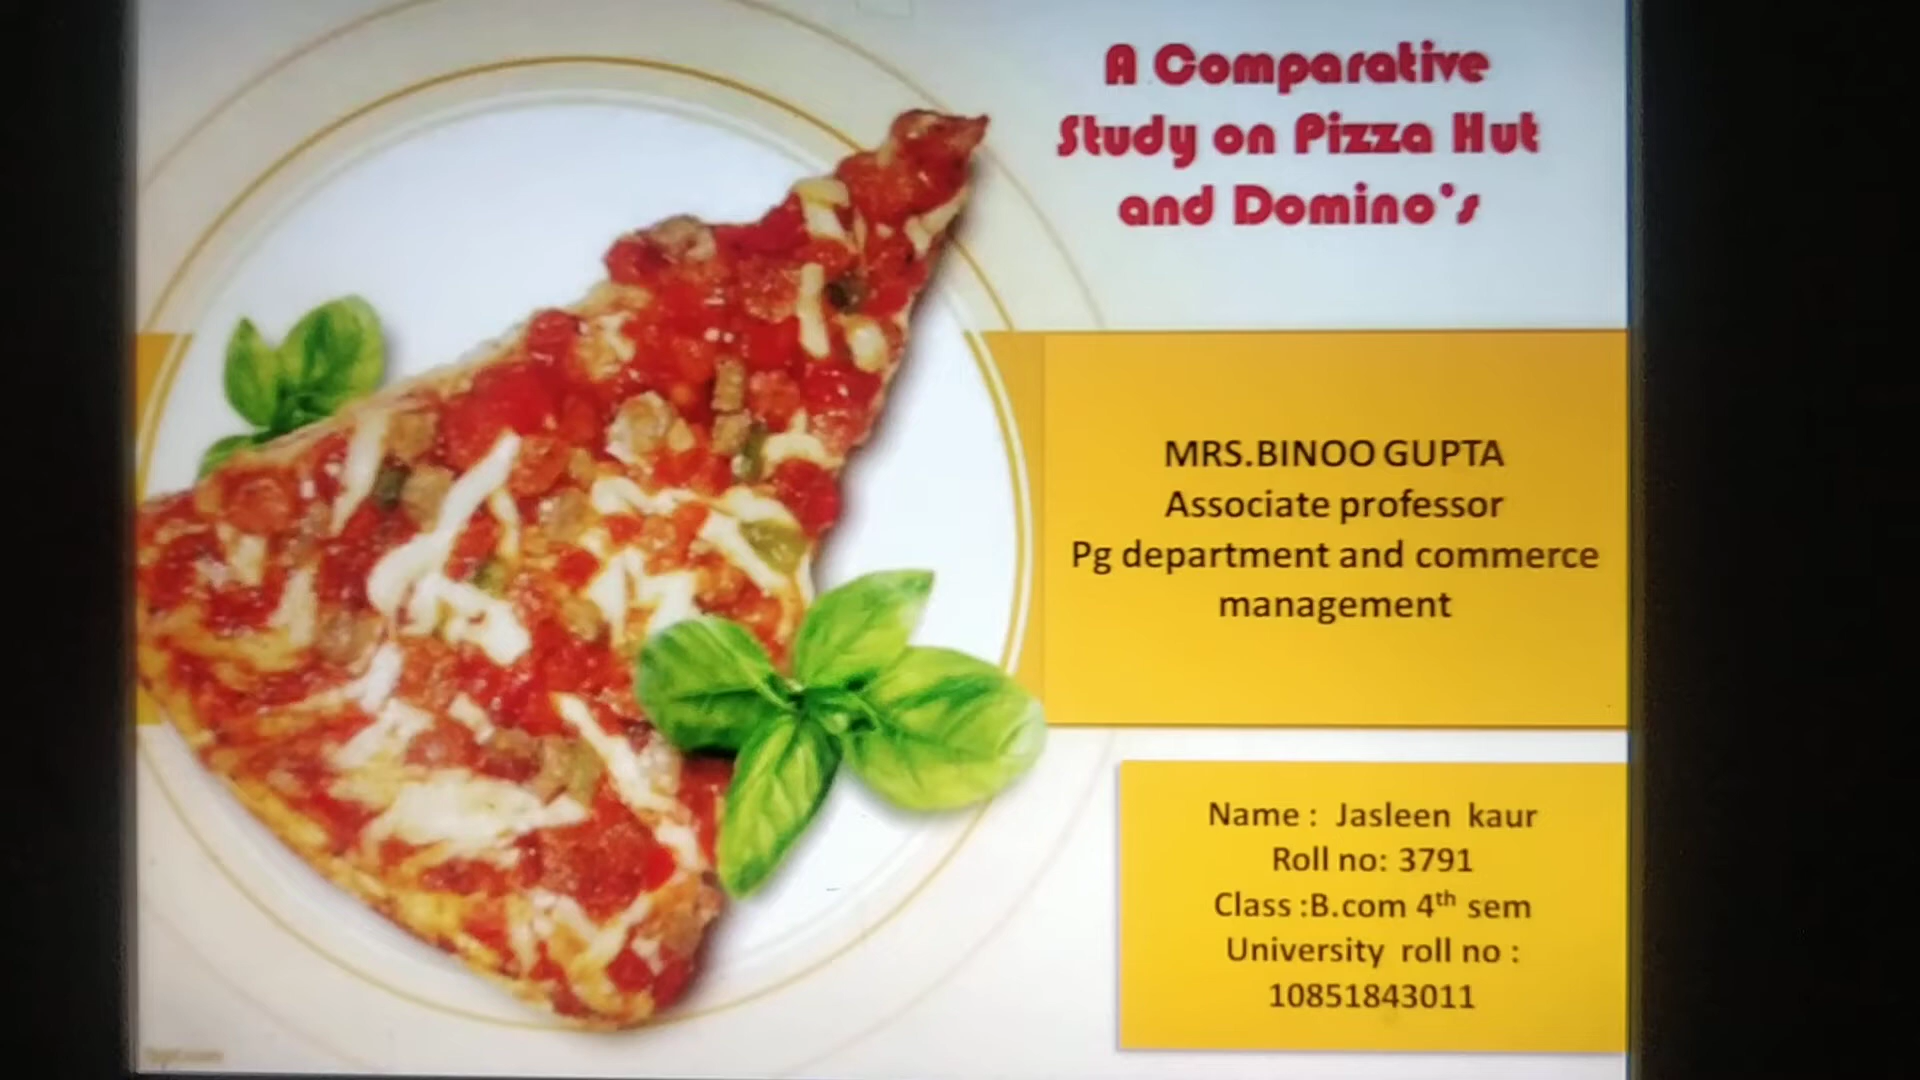 A Comparative
Study on Pizza Hut
and Domino's
MRS.BINOO GUPTA
Associate professor
Pg department and commerce
management
Name : Jasleen kaur
Roll no: 3791
Class :B.com 4th sem
University roll no :
10851843011